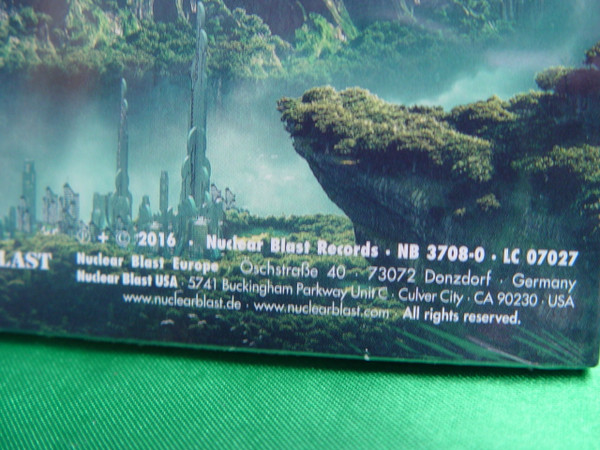 ℗ + © 2016 · Nuclear Blast Records · NB 3708-0 · LC 07027
LAST
Nuclear Blast Europe Öschstraße 40 · 73072 Donzdorf · Germany
Nuclear Blast USA · 5741 Buckingham Parkway Unit C · Culver City · CA 90230 · USA
www.nuclearblast.de · www.nuclearblast.com All rights reserved.